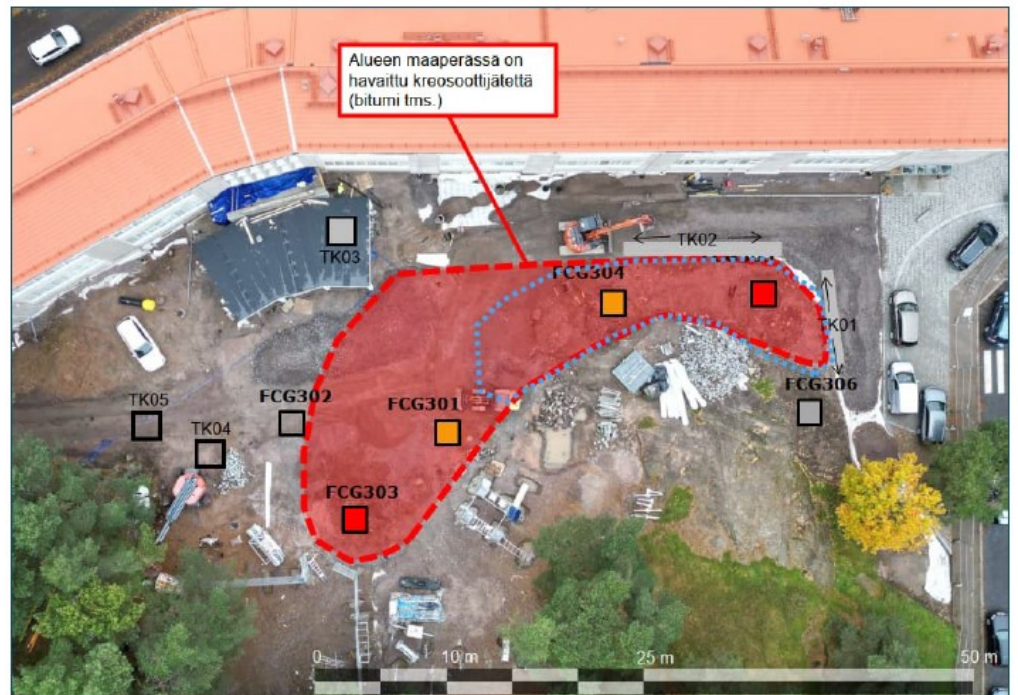 Alueen maaperässä on
havaittu kreosoottijätettä
(bitumi tms.)
TK03
TK02
FCG304
TK01
FCG306
TK05
TK04
FCG302
FCG301
FCG303
0
10 m
25 m
50 m